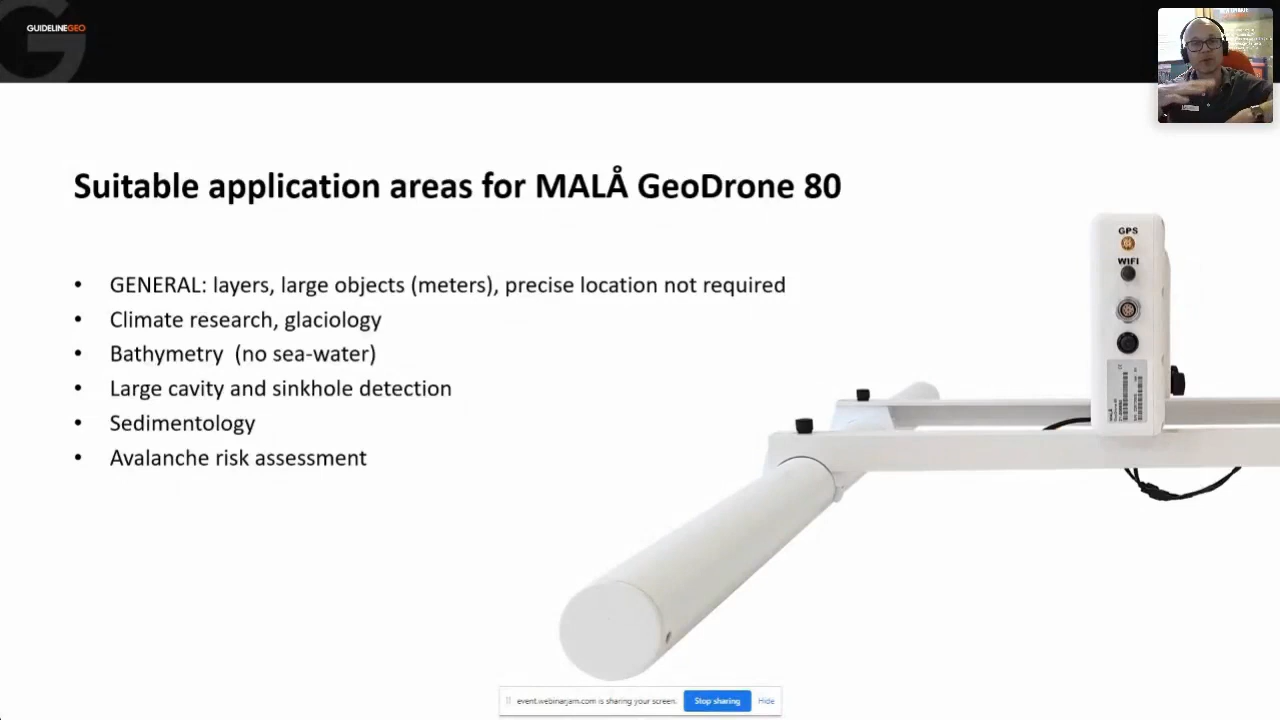 GUIDELINEGEO
Suitable application areas for MALÅ GeoDrone 80
• GENERAL: layers, large objects (meters), precise location not required
• Climate research, glaciology
• Bathymetry (no sea-water)
• Large cavity and sinkhole detection
• Sedimentology
• Avalanche risk assessment
GPS
WIFI
event.webinarjam.com is sharing your screen. Stop sharing Hide